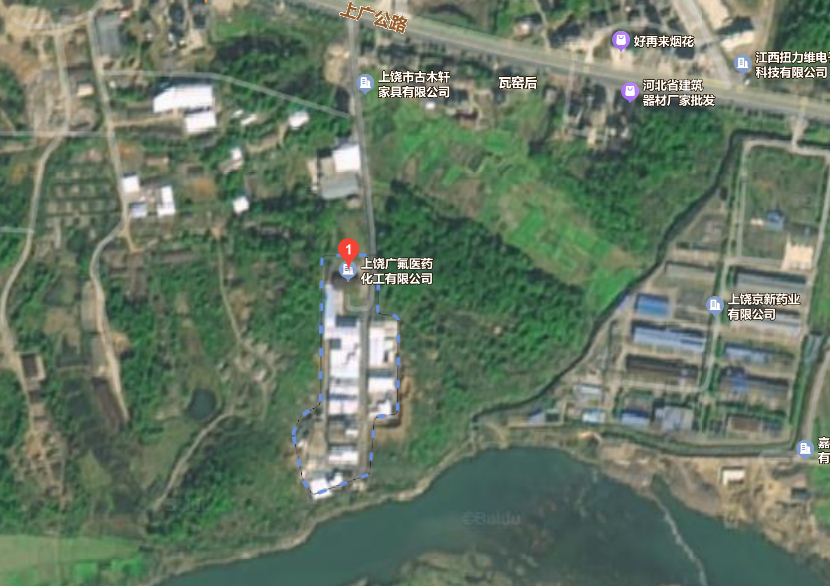 上广公路
好再来烟花
江西扭力维电子
科技有限公司
上饶市古木轩
家具有限公司
瓦窑后
河北省建筑
器材厂家批发
1
上饶广氟医药
化工有限公司
上饶京新药业
有限公司
嘉
有
©Baidu